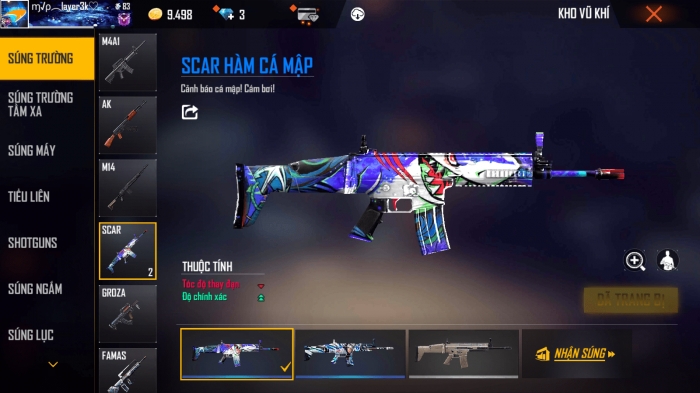 83
9.498
3
KHO VŨ KHÍ
SÚNG TRƯỜNG
SÚNG TRƯỜNG
TẦM XA
SÚNG MÁY
TIỂU LIÊN
SHOTGUNS
SÚNG NGẮM
SÚNG LỤC
M4A1
AK
M14
SCAR
2
GROZA
FAMAS
SCAR HÀM CÁ MẬP
Cảnh báo cá mập! Cấm bơi!
THUỘC TÍNH
Tốc độ thay đạn
Độ chính xác
ĐÃ TRANG BỊ
NHẬN SÚNG